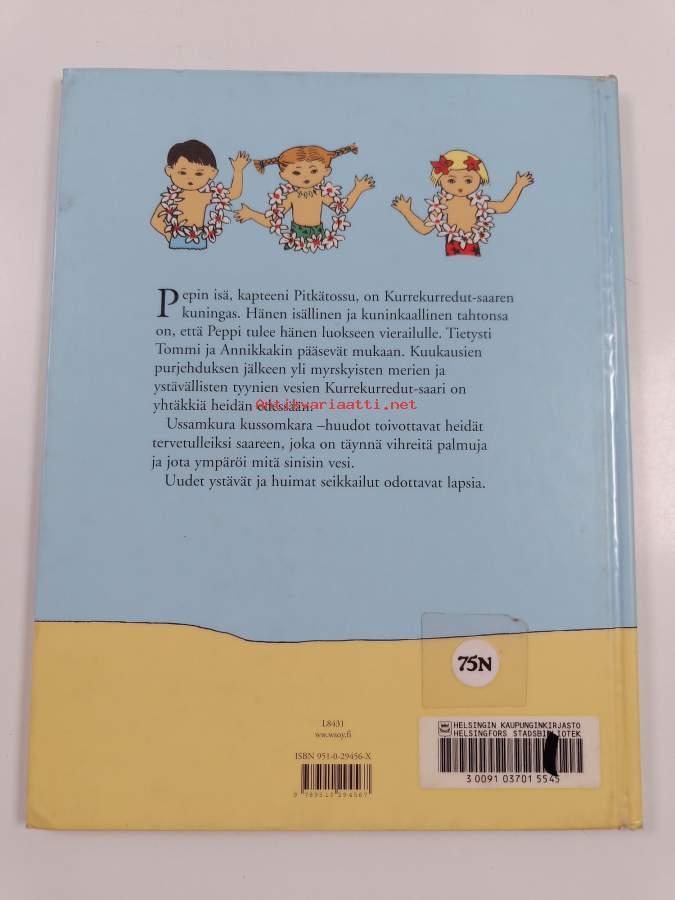 Pepin isä, kapteeni Pitkätossu, on Kurrekurredut-saaren
kuningas. Hänen isällinen ja kuninkaallinen tahtonsa
on, että Peppi tulee hänen luokseen vierailulle. Tietysti
Tommi ja Annikkakin pääsevät mukaan. Kuukausien
purjehduksen jälkeen yli myrskyisten merien ja
ystävällisten tyynien vesien Kurrekurredut-saari on
yhtäkkiä heidän edessään.
Antikvariaatti.net
Ussamkura kussomkara –huudot toivottavat heidät
tervetulleiksi saareen, joka on täynnä vihreitä palmuja
ja jota ympäröi mitä sinisin vesi.
Uudet ystävät ja huimat seikkailut odottavat lapsia.
75N
L8431
ww.wsoy.fi
ISBN 951-0-29456-X
9 789510 294567
HELSINGIN KAUPUNGINKIRJASTO
HELSINGFORS STADSBIBLIOTEK
3 0091 03701 5545